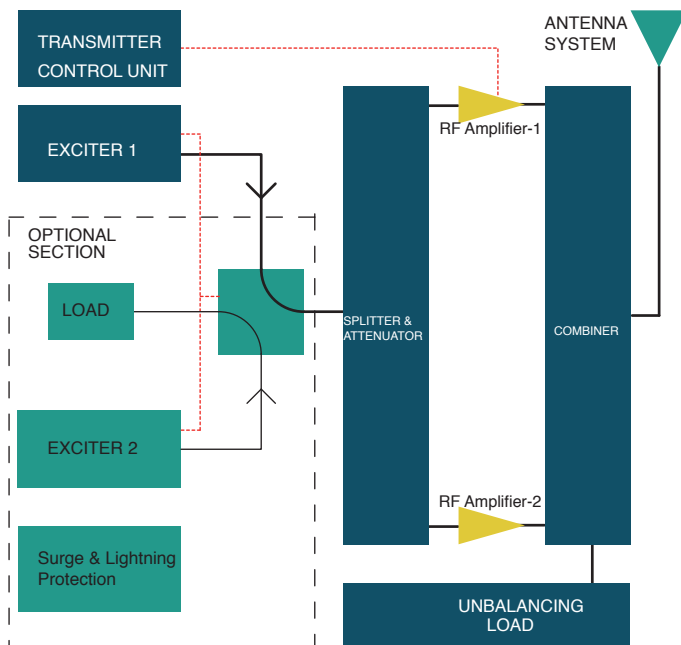 TRANSMITTER
CONTROL UNIT
ANTENNA
SYSTEM
EXCITER 1
RF Amplifier-1
OPTIONAL
SECTION
LOAD
SPLITTER &
ATTENUATOR
COMBINER
EXCITER 2
RF Amplifier-2
Surge & Lightning
Protection
UNBALANCING
LOAD